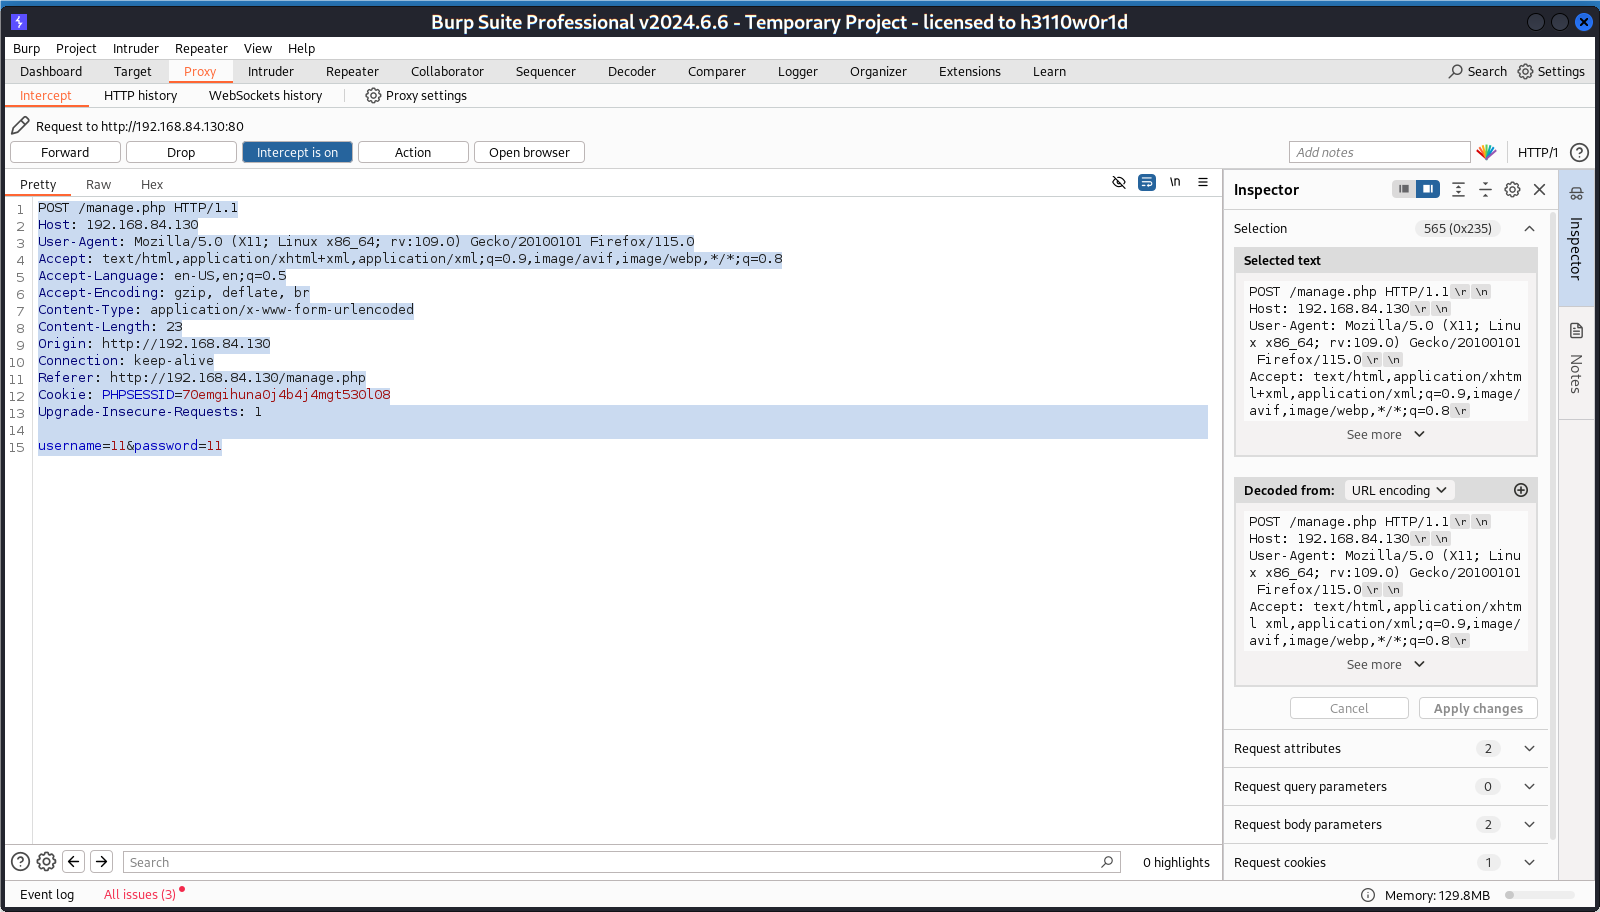 Burp Suite Professional v2024.6.6 - Temporary Project - licensed to h3110w0r1d
Burp Project Intruder Repeater View Help
Dashboard Target Proxy Intruder Repeater Collaborator Sequencer Decoder Comparer Logger Organizer Extensions Learn Search Settings
Intercept HTTP history WebSockets history Proxy settings
Request to http://192.168.84.130:80
Forward Drop Intercept is on Action Open browser Add notes HTTP/1 ?
Pretty Raw Hex \n
1 POST /manage.php HTTP/1.1
2 Host: 192.168.84.130
3 User-Agent: Mozilla/5.0 (X11; Linux x86_64; rv:109.0) Gecko/20100101 Firefox/115.0
4 Accept: text/html,application/xhtml+xml,application/xml;q=0.9,image/avif,image/webp,*/*;q=0.8
5 Accept-Language: en-US,en;q=0.5
6 Accept-Encoding: gzip, deflate, br
7 Content-Type: application/x-www-form-urlencoded
8 Content-Length: 23
9 Origin: http://192.168.84.130
10 Connection: keep-alive
11 Referer: http://192.168.84.130/manage.php
12 Cookie: PHPSESSID=70emgihuna0j4b4j4mgt530l08
13 Upgrade-Insecure-Requests: 1
14
15 username=11&password=11
Inspector
Selection 565 (0x235)
Selected text
POST /manage.php HTTP/1.1 \r \n
Host: 192.168.84.130 \r \n
User-Agent: Mozilla/5.0 (X11; Linu
x x86_64; rv:109.0) Gecko/20100101
Firefox/115.0 \r \n
Accept: text/html,application/xhtm
l+xml,application/xml;q=0.9,image/
avif,image/webp,*/*;q=0.8 \r
See more
Decoded from: URL encoding
POST /manage.php HTTP/1.1 \r \n
Host: 192.168.84.130 \r \n
User-Agent: Mozilla/5.0 (X11; Linu
x x86_64; rv:109.0) Gecko/20100101
Firefox/115.0 \r \n
Accept: text/html,application/xhtm
l xml,application/xml;q=0.9,image/
avif,image/webp,*/*;q=0.8 \r
See more
Cancel Apply changes
Request attributes 2
Request query parameters 0
Request body parameters 2
Request cookies 1
Inspector
Notes
? Search 0 highlights
Event log All issues (3) Memory: 129.8MB